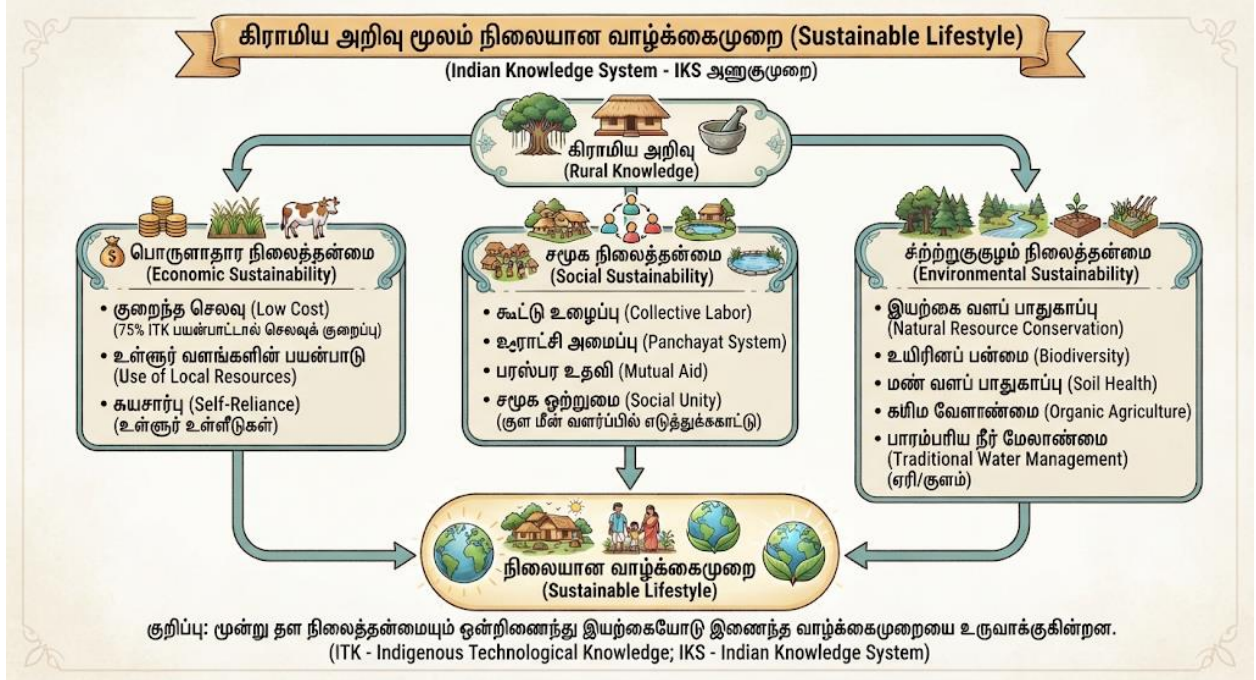 கிராமிய அறிவு மூலம் நிலையான வாழ்க்கைமுறை (Sustainable Lifestyle)
(Indian Knowledge System - IKS அணுகுமுறை)
கிராமிய அறிவு
(Rural Knowledge)
$
பொருளாதார நிலைத்தன்மை
(Economic Sustainability)
• குறைந்த செலவு (Low Cost)
(75% ITK பயன்பாட்டால் செலவுக் குறைப்பு)
• உள்ளூர் வளங்களின் பயன்பாடு
(Use of Local Resources)
• சுயசார்பு (Self-Reliance)
(உள்ளூர் உள்ளீடுகள்)
சமூக நிலைத்தன்மை
(Social Sustainability)
• கூட்டு உழைப்பு (Collective Labor)
• ஊராட்சி அமைப்பு (Panchayat System)
• பரஸ்பர உதவி (Mutual Aid)
• சமூக ஒற்றுமை (Social Unity)
(குள மீன் வளர்ப்பில் எடுத்துக்காட்டு)
நிலைத்தன்மை
(Environmental Sustainability)
• இயற்கை வளப் பாதுகாப்பு
(Natural Resource Conservation)
• உயிரினப் பன்மை (Biodiversity)
• மண் வளப் பாதுகாப்பு (Soil Health)
• வேளாண்மை (Organic Agriculture)
• பாரம்பரிய நீர் மேலாண்மை
(Traditional Water Management)
(ஏரி/குளம்)
நிலையான வாழ்க்கைமுறை
(Sustainable Lifestyle)
குறிப்பு: மூன்று தள நிலைத்தன்மையும் ஒன்றிணைந்து இயற்கையோடு இணைந்த வாழ்க்கைமுறையை உருவாக்குகின்றன.
(ITK - Indigenous Technological Knowledge; IKS - Indian Knowledge System)